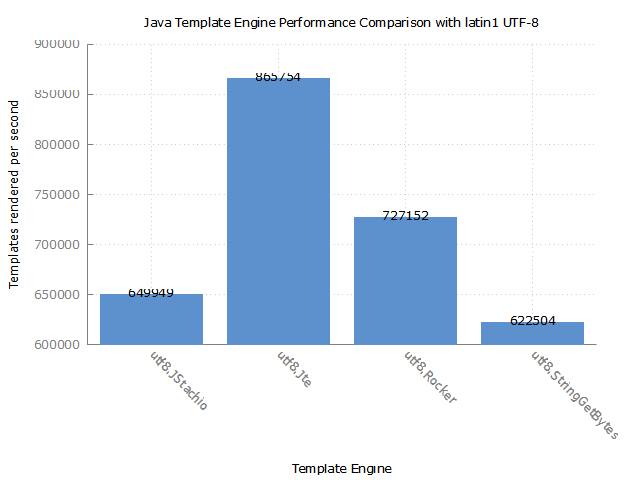 Java Template Engine Performance Comparison with latin1 UTF-8
Templates rendered per second
900000
850000
800000
750000
700000
650000
600000
649949
865754
727152
622504
utf8.JStachio
utf8.Jte
utf8.Rocker
utf8.StringGetBytes
Template Engine